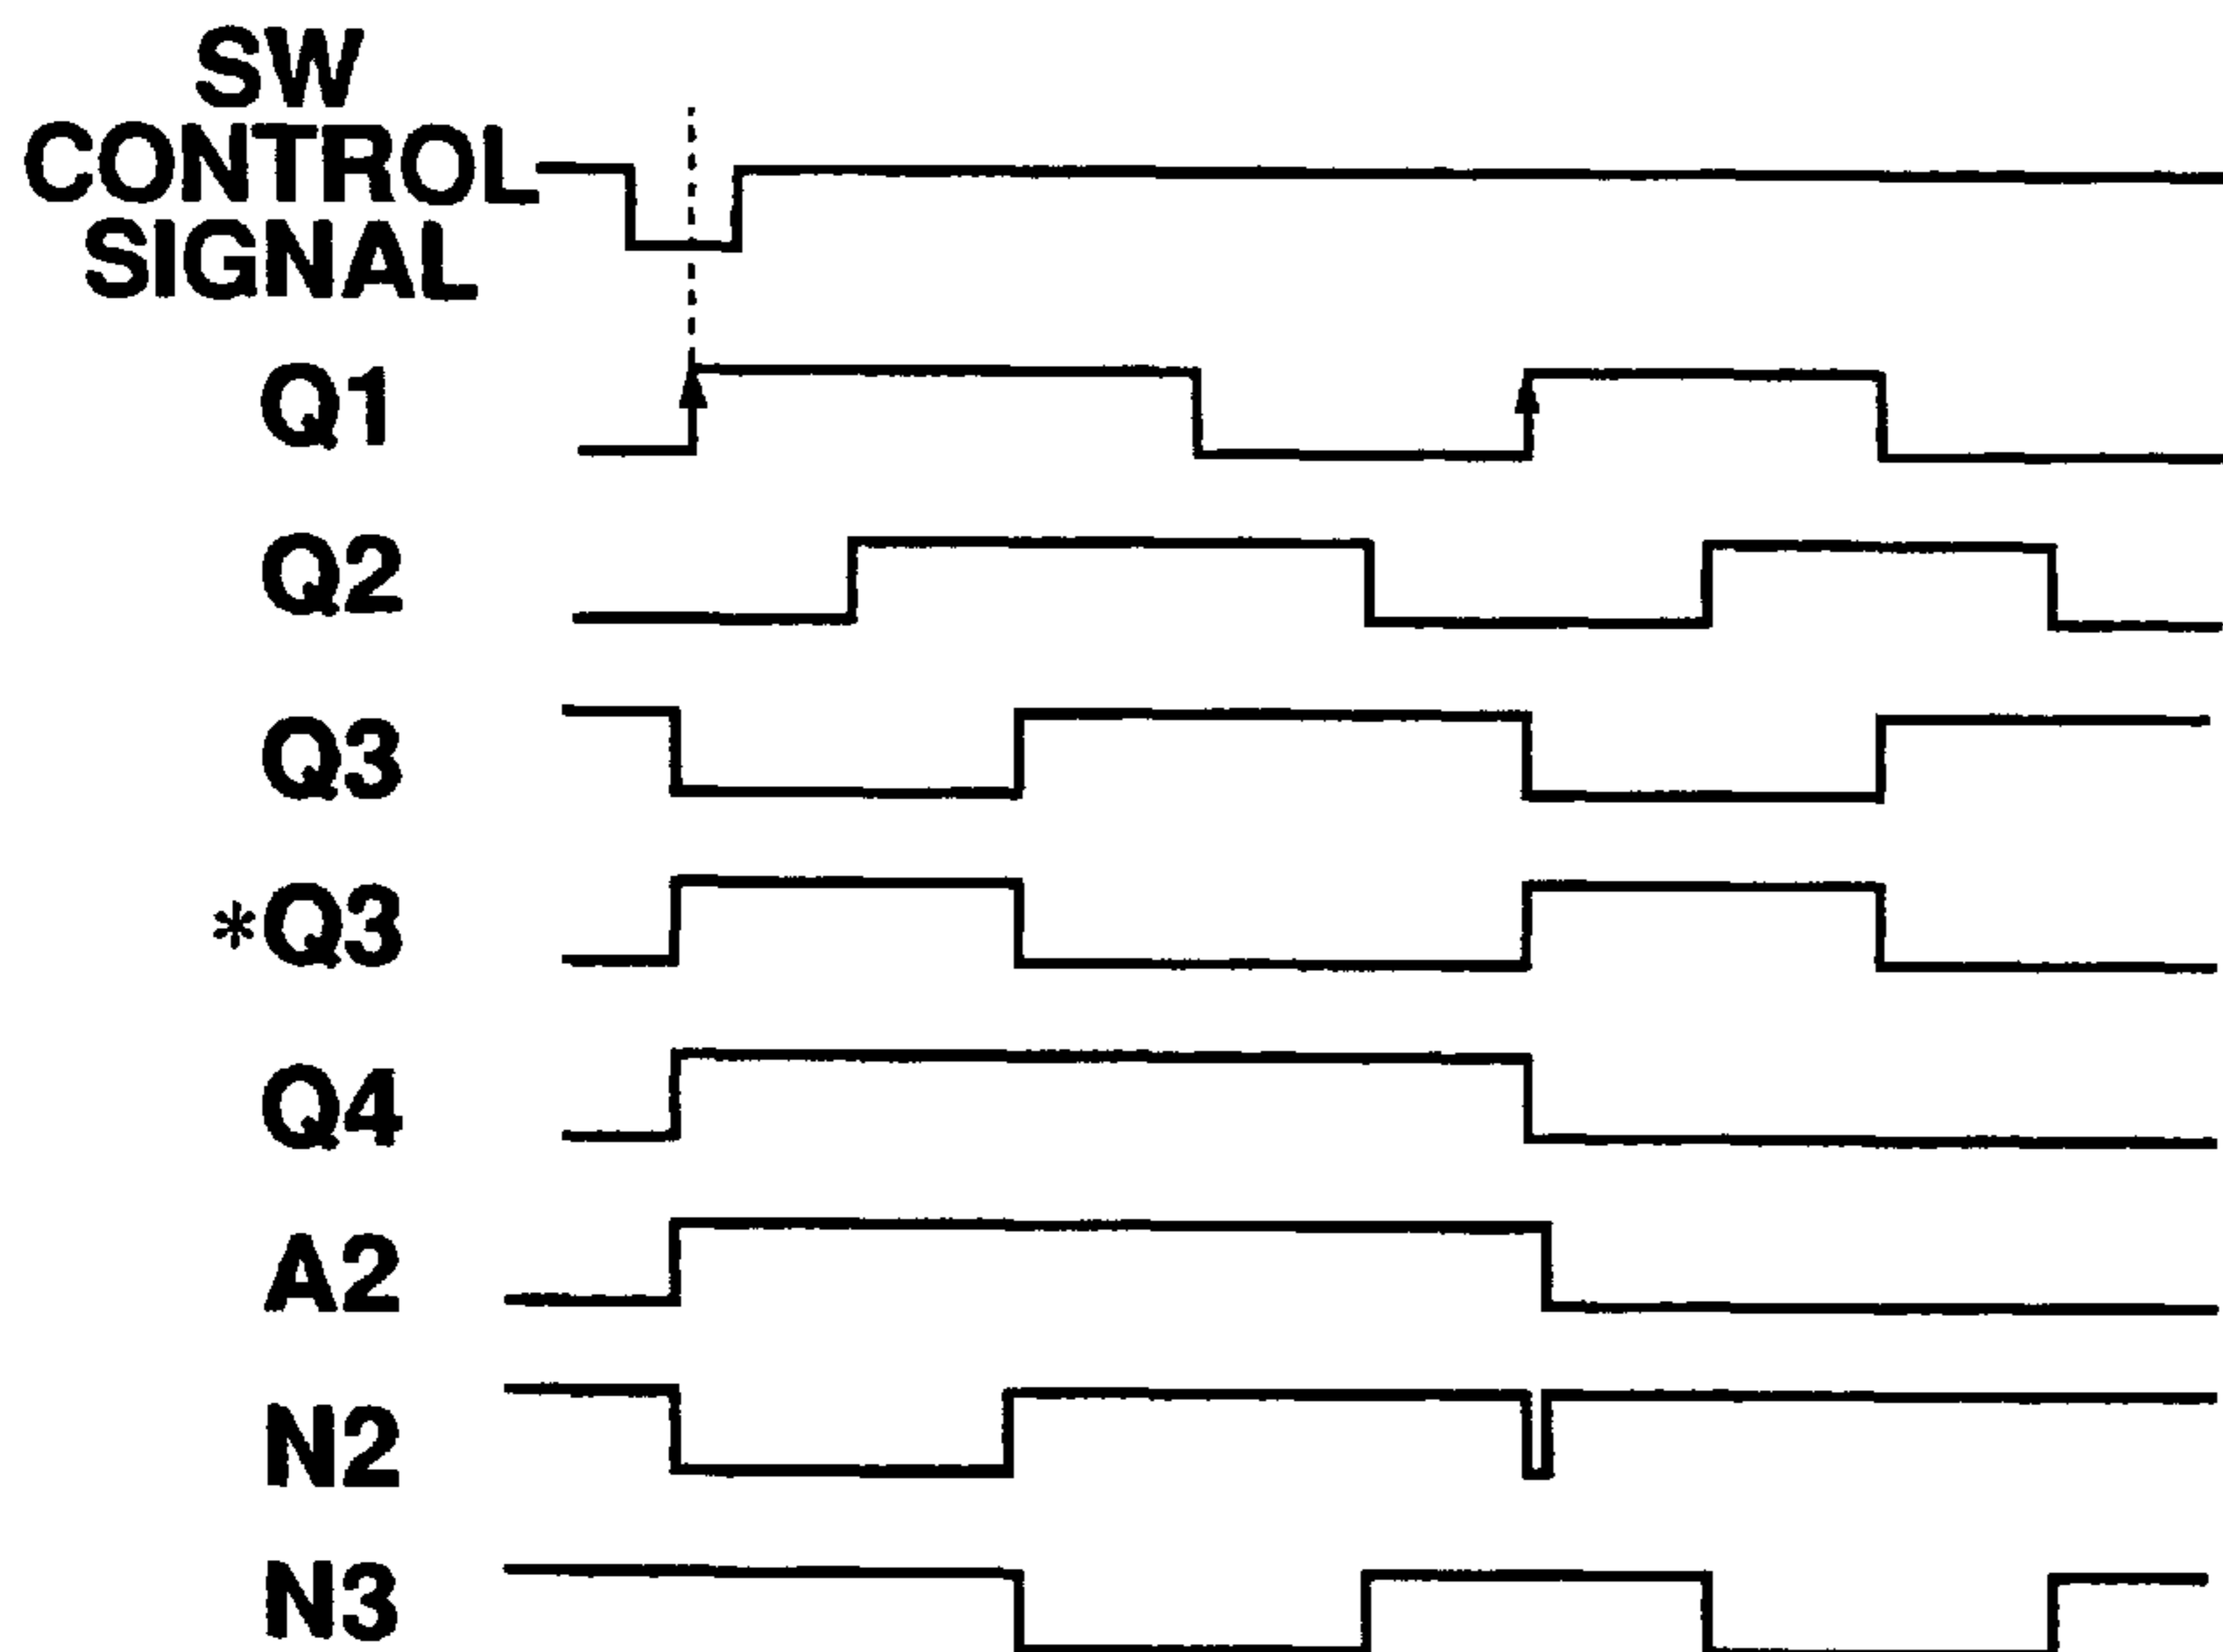 SW
CONTROL
SIGNAL
Q1
Q2
Q3
*Q3
Q4
A2
N2
N3